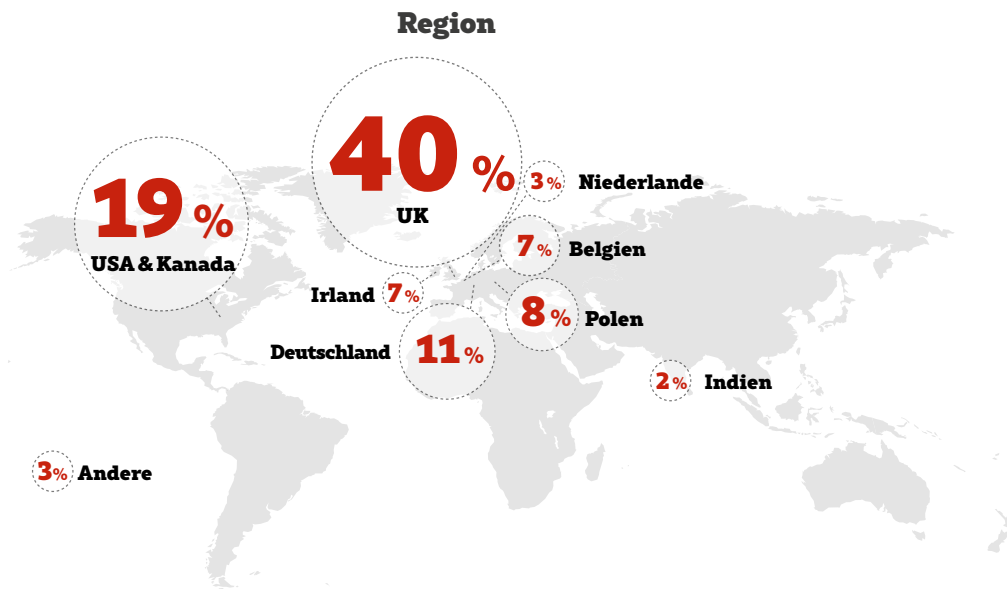 Region
40 %
UK
19 %
USA & Kanada
3 % Niederlande
7 % Belgien
Irland 7 %
8 % Polen
Deutschland 11 %
2 % Indien
3 % Andere